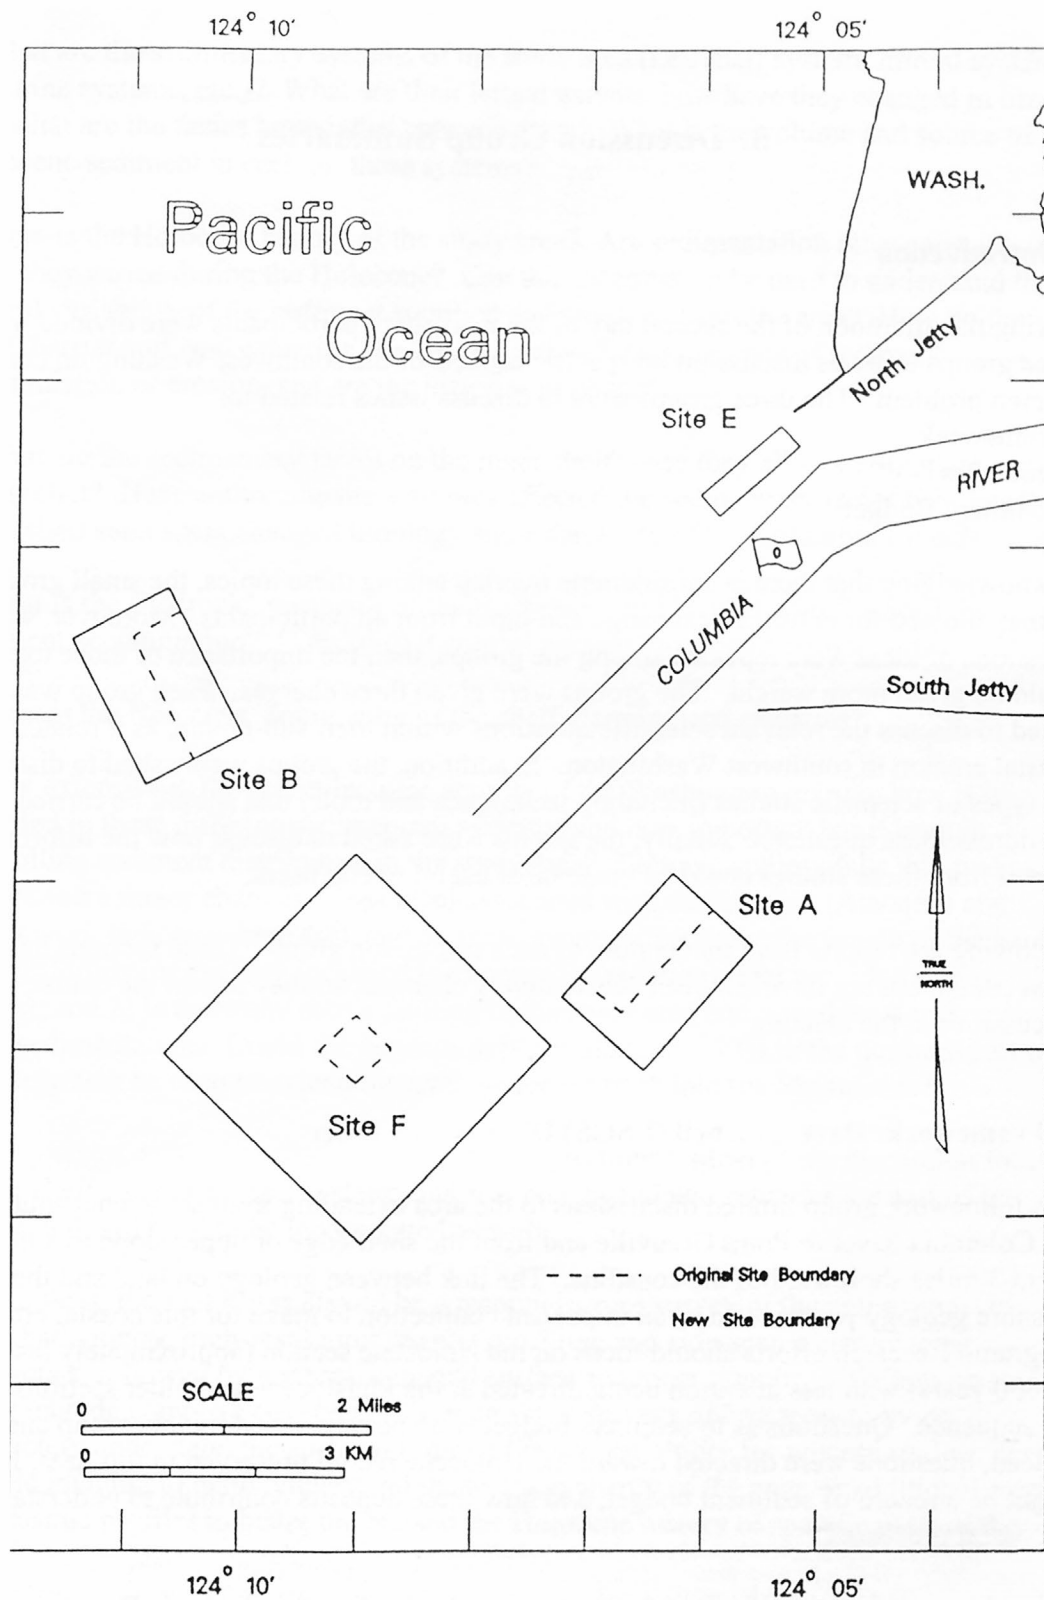 124° 10'
124° 05'
WASH.
Pacific
Ocean
North Jetty
Site E
RIVER
0
COLUMBIA
South Jetty
Site B
Site A
TRUE
NORTH
Site F
Original Site Boundary
New Site Boundary
SCALE
0 2 Miles
0 3 KM
124° 10'
124° 05'